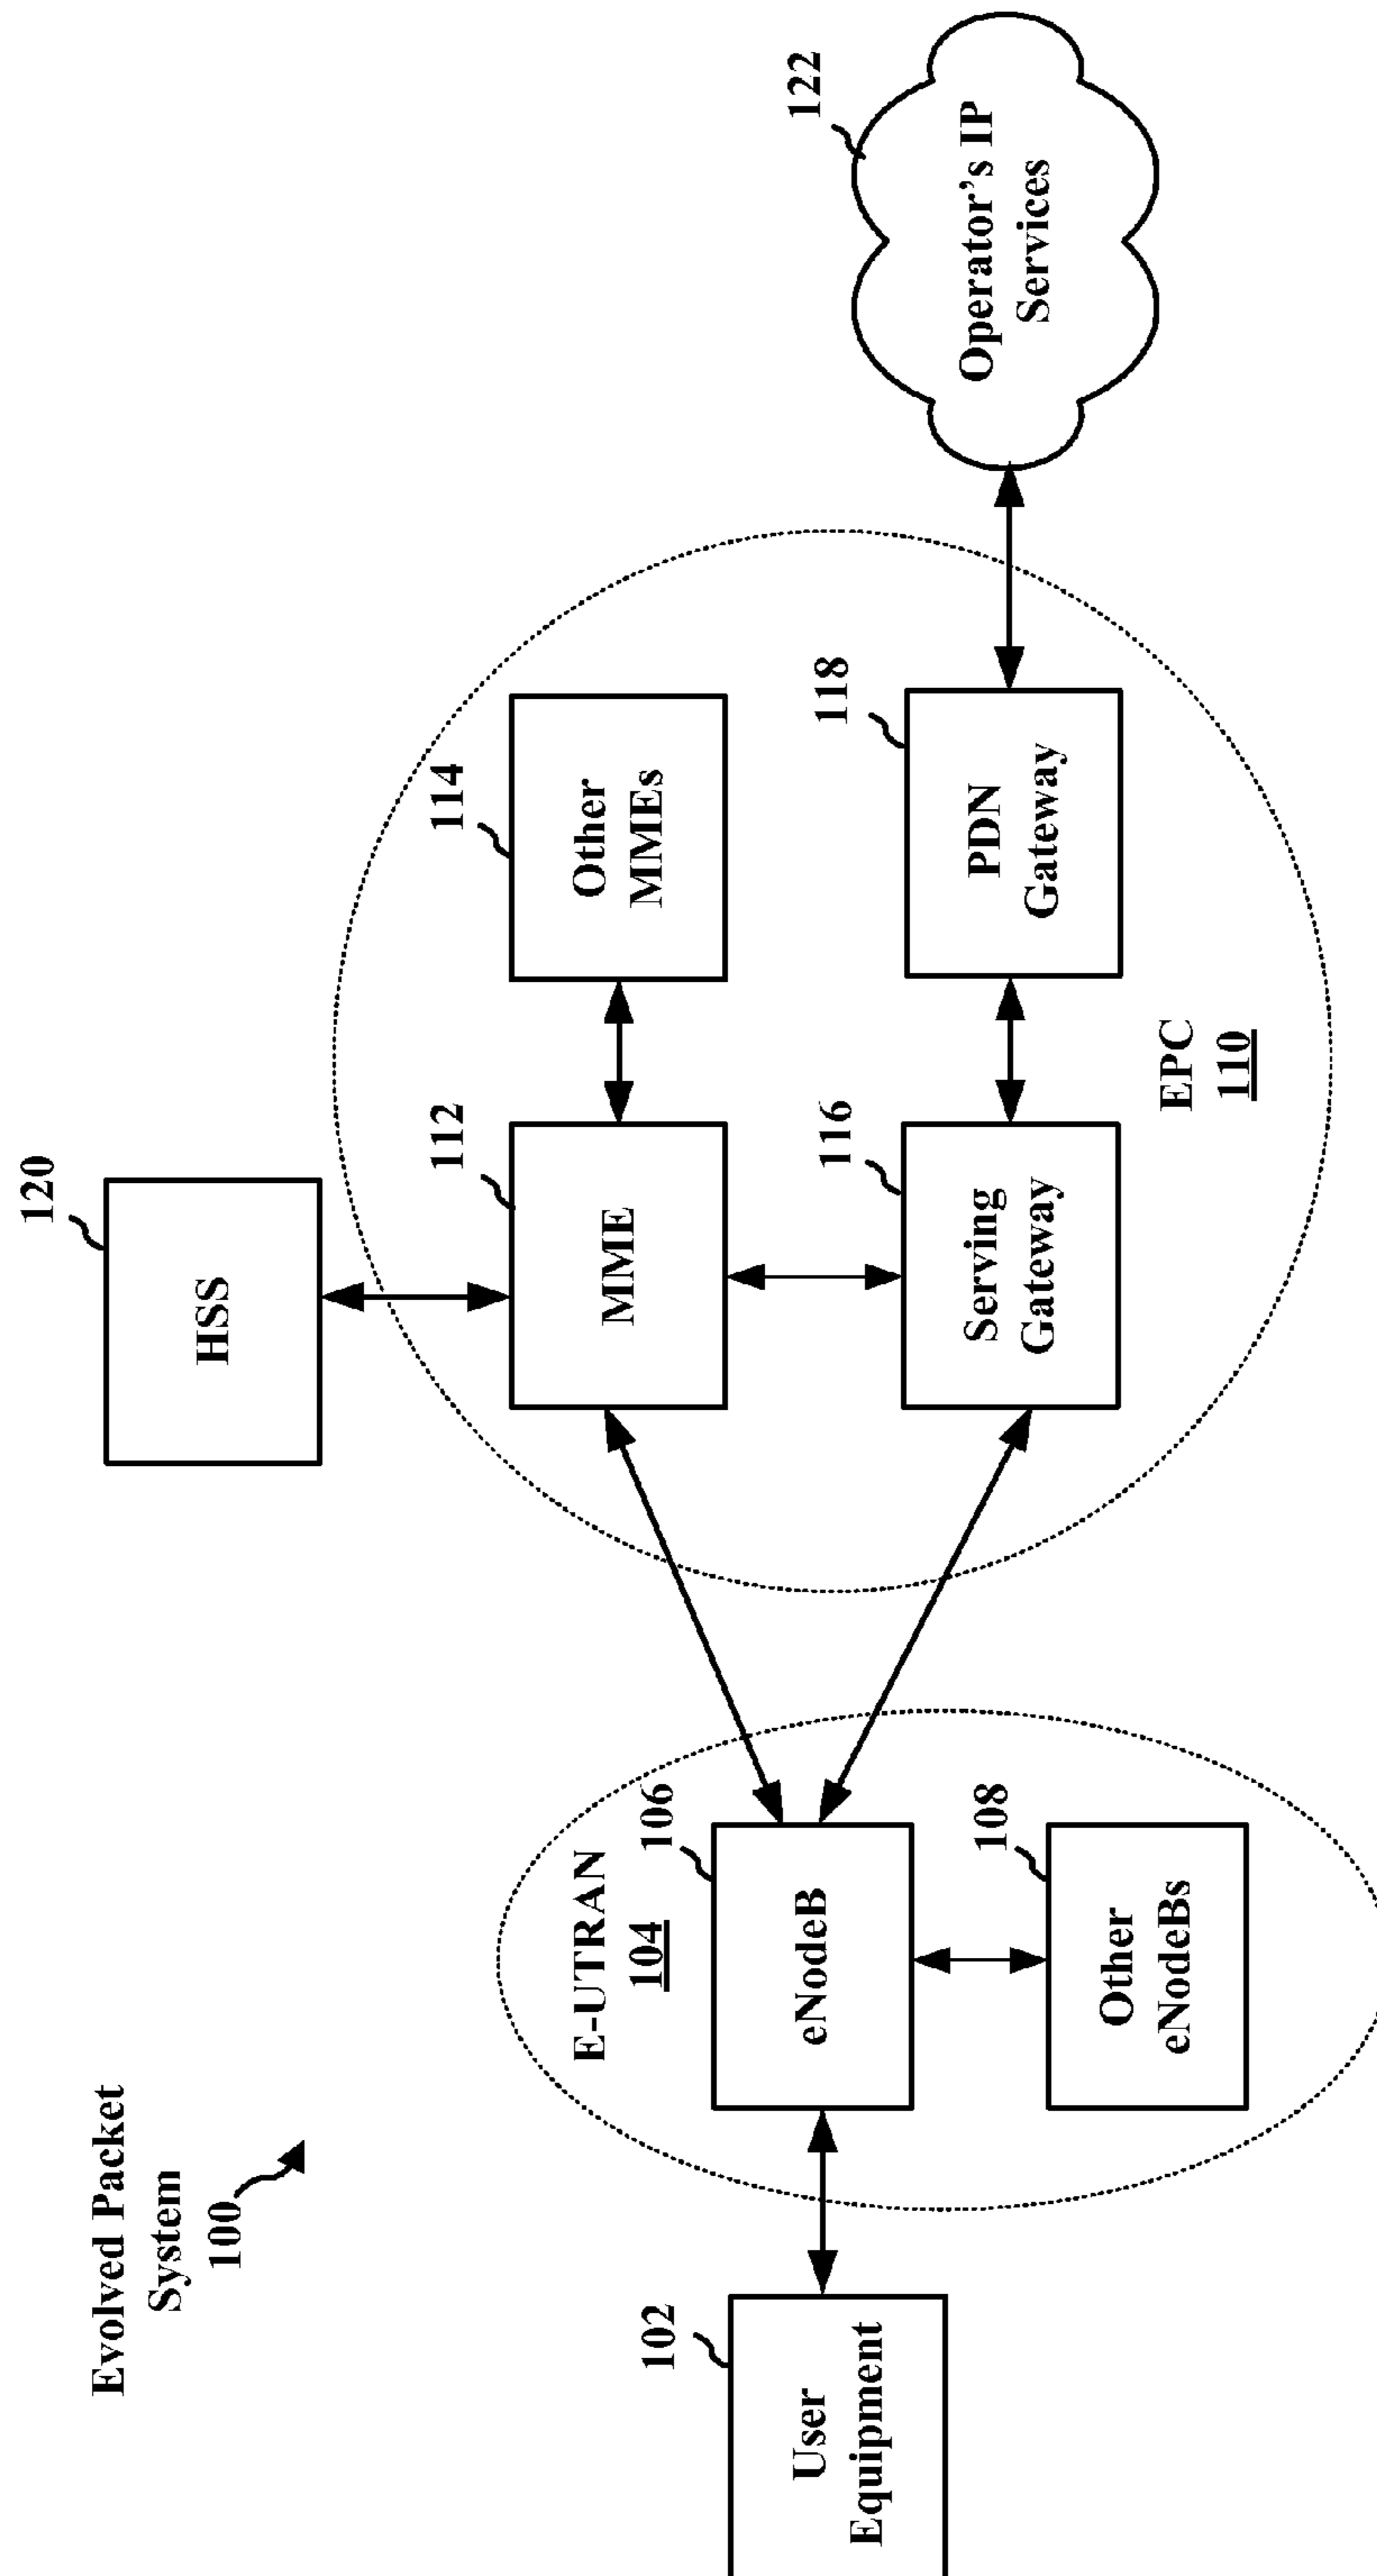 Evolved Packet
System
100
120
HSS
112
MME
114
Other
MMEs
E-UTRAN
104
106
eNodeB
102
User
Equipment
108
Other
eNodeBs
116
Serving
Gateway
118
PDN
Gateway
EPC
110
122
Operator's IP
Services